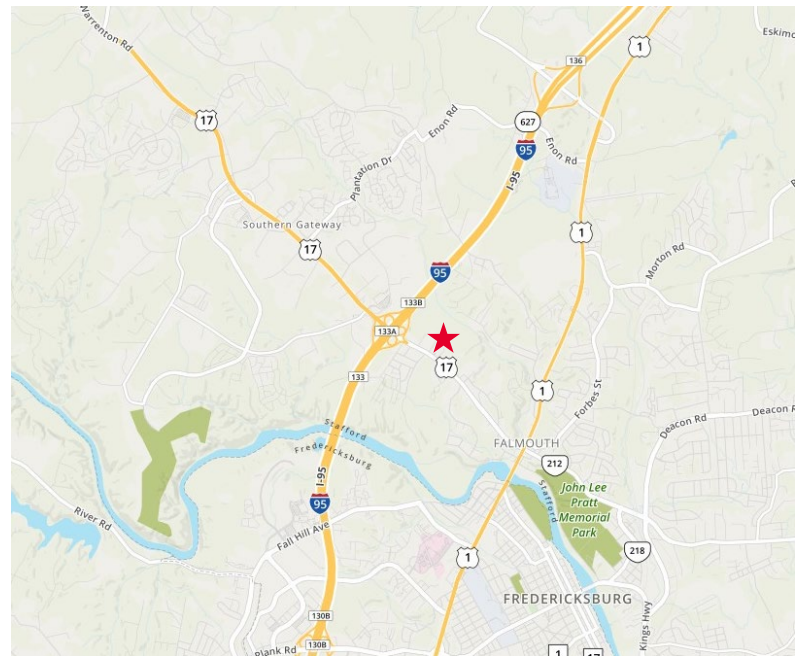 Warrenton Rd
1
Eskimo
136
17
627
Enon Rd
95
Enon Rd
I-95
Plantation Dr
Southern Gateway
1
17
Morton Rd
95
133B
133A
17
133
1
Forbes St
Deacon Rd
Deacon Ro
Stafford
Fredericksburg
FALMOUTH
212
I-95
John Lee
Pratt
Memorial
Park
Stafford
95
River Rd
Fall Hill Ave
1
218
FREDERICKSBURG
130B
Kings Hwy
130B
Plank Rd
1
17